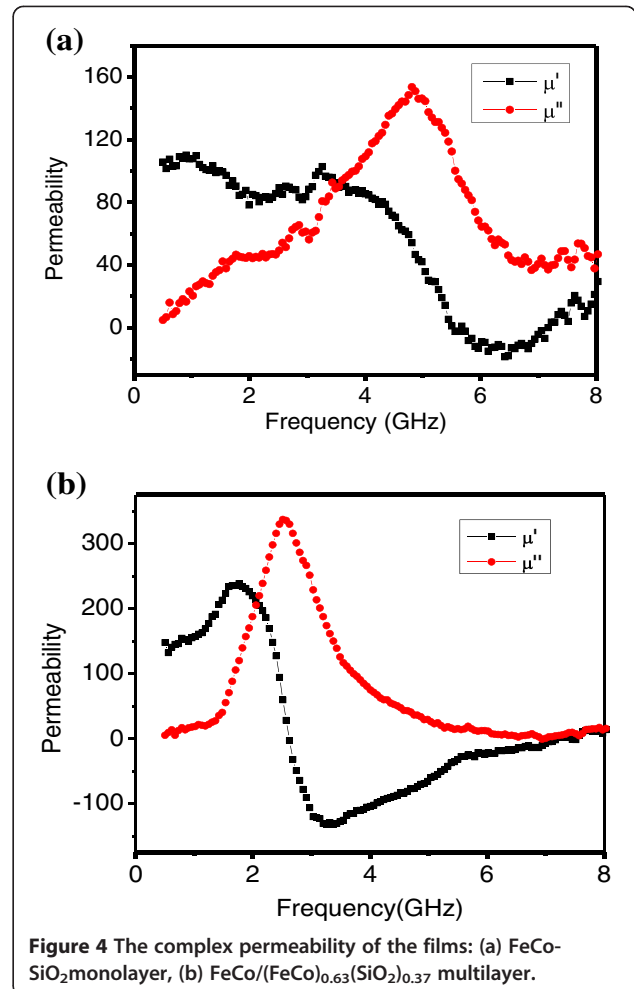 (a)
160
120
80
40
0
Permeability
μ'
μ''
0 2 4 6 8
Frequency (GHz)
(b)
300
200
100
0
-100
Permeability
μ'
μ''
0 2 4 6 8
Frequency(GHz)
Figure 4 The complex permeability of the films: (a) FeCo-
SiO₂monolayer, (b) FeCo/(FeCo)₀.₆₃(SiO₂)₀.₃₇ multilayer.